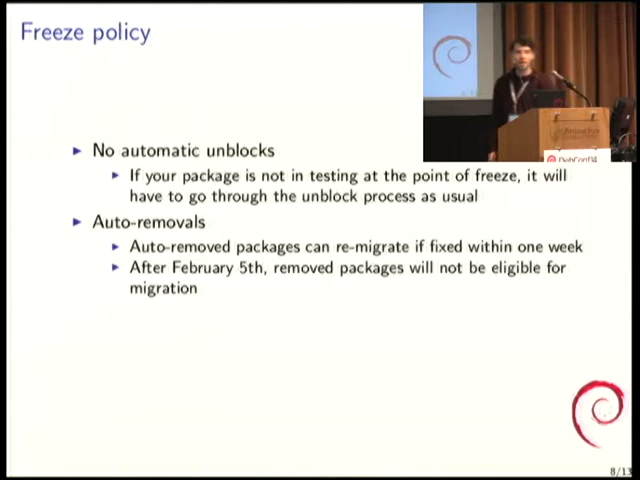 Freeze policy
No automatic unblocks
If your package is not in testing at the point of freeze, it will
have to go through the unblock process as usual
Auto-removals
Auto-removed packages can re-migrate if fixed within one week
After February 5th, removed packages will not be eligible for
migration
DebConf14
8/13